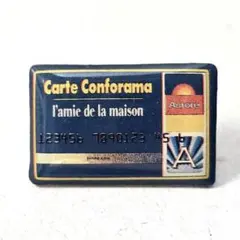 Carte Conforama
l'amie de la maison
Aurore
123456 7890123 45 6
A